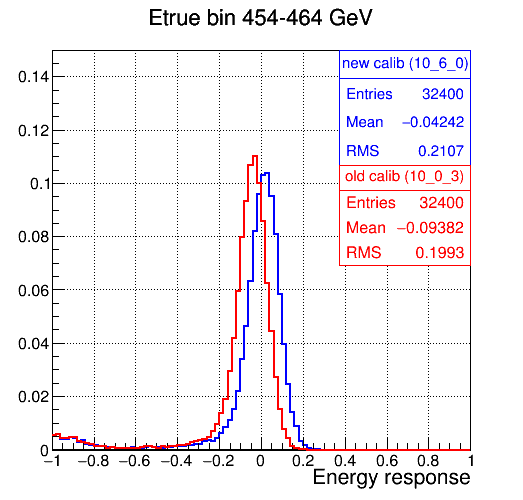 Etrue bin 454-464 GeV
new calib (10_6_0)
Entries 32400
Mean −0.04242
RMS 0.2107
old calib (10_0_3)
Entries 32400
Mean −0.09382
RMS 0.1993
0.14
0.12
0.1
0.08
0.06
0.04
0.02
0
−1 −0.8 −0.6 −0.4 −0.2 0 0.2 0.4 0.6 0.8 1
Energy response